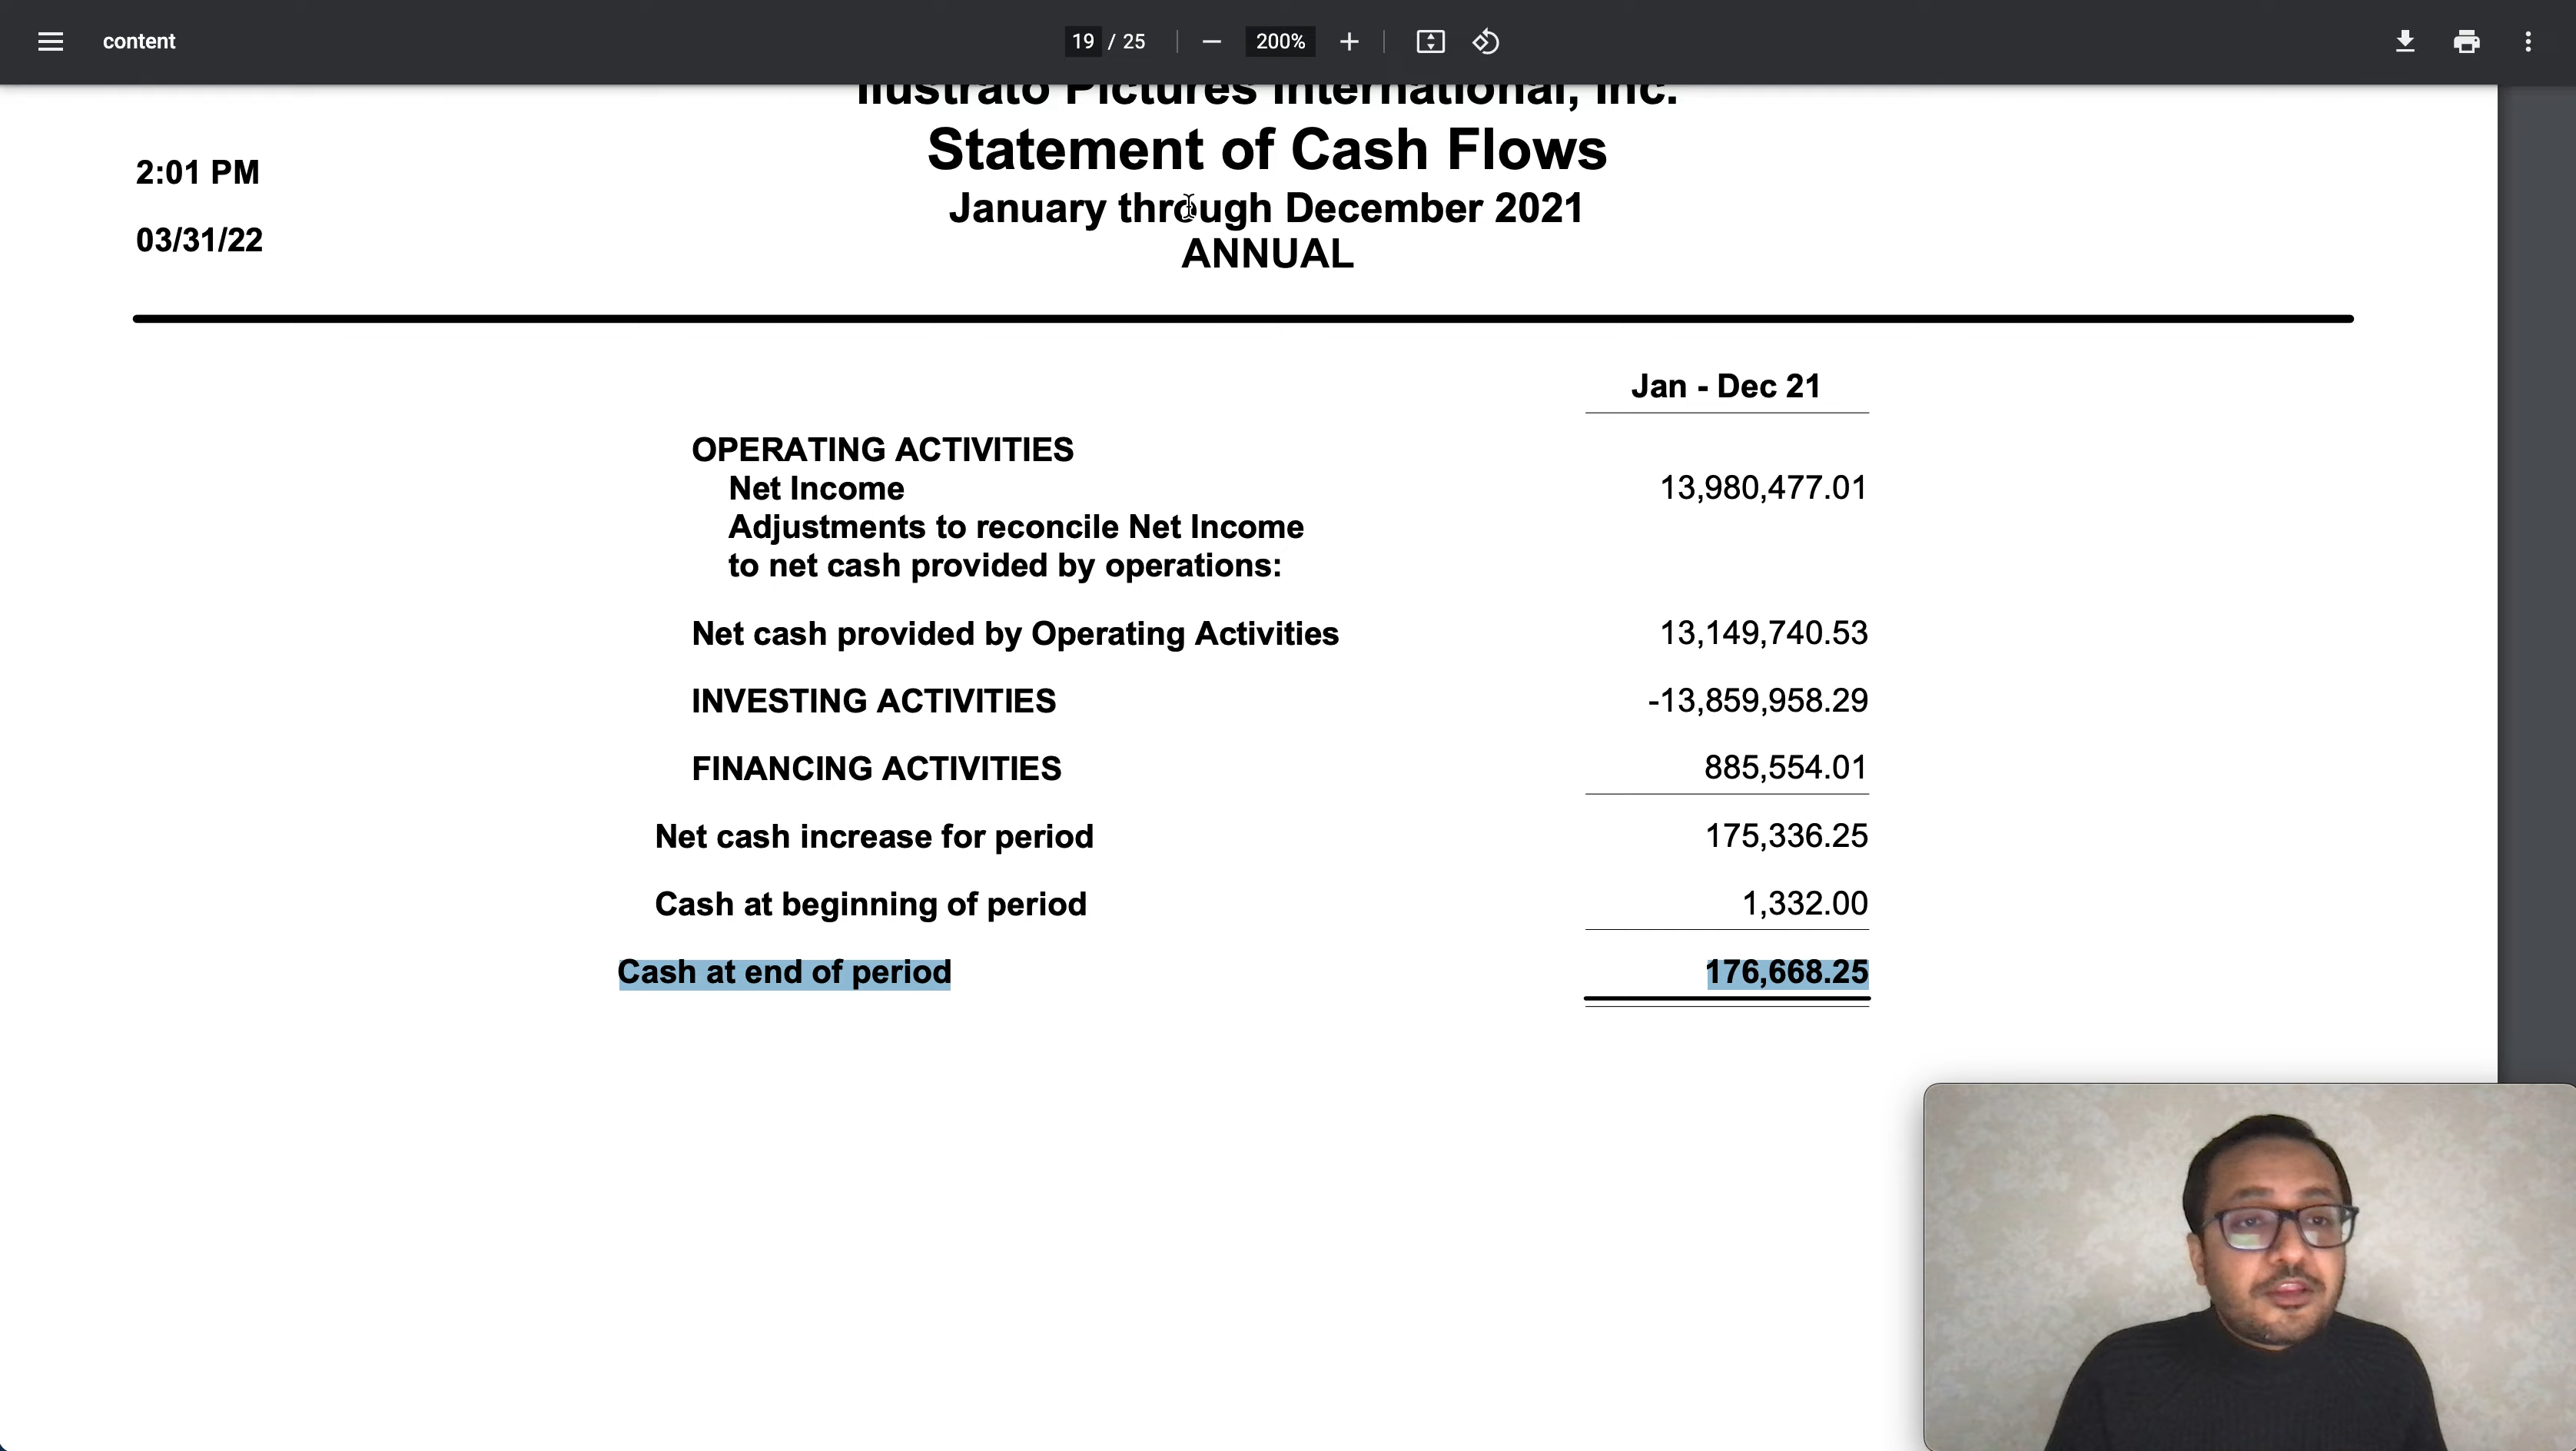 content
19 / 25
200%
Ilustrato Pictures International, Inc.
Statement of Cash Flows
2:01 PM
January through December 2021
03/31/22
ANNUAL
Jan - Dec 21
OPERATING ACTIVITIES
Net Income 13,980,477.01
Adjustments to reconcile Net Income
to net cash provided by operations:
Net cash provided by Operating Activities 13,149,740.53
INVESTING ACTIVITIES -13,859,958.29
FINANCING ACTIVITIES 885,554.01
Net cash increase for period 175,336.25
Cash at beginning of period 1,332.00
Cash at end of period 176,668.25